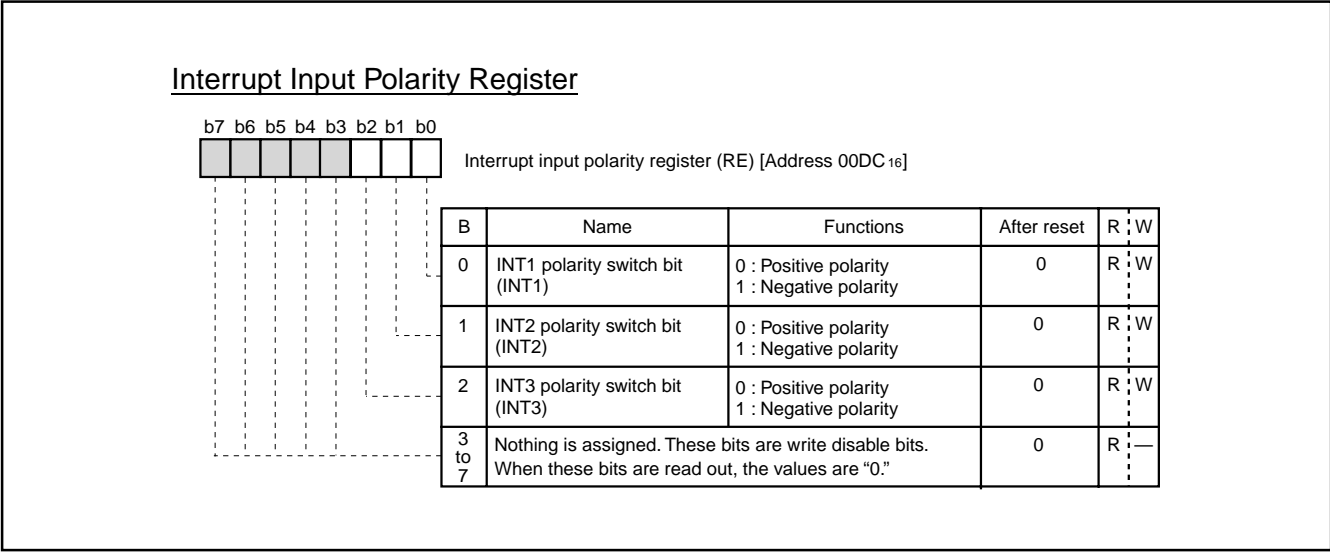 Interrupt Input Polarity Register
b7 b6 b5 b4 b3 b2 b1 b0
Interrupt input polarity register (RE) [Address 00DC16]
B Name Functions After reset R W
0 INT1 polarity switch bit (INT1) 0 : Positive polarity 1 : Negative polarity 0 R W
1 INT2 polarity switch bit (INT2) 0 : Positive polarity 1 : Negative polarity 0 R W
2 INT3 polarity switch bit (INT3) 0 : Positive polarity 1 : Negative polarity 0 R W
3 to 7 Nothing is assigned. These bits are write disable bits. When these bits are read out, the values are “0.” 0 R —